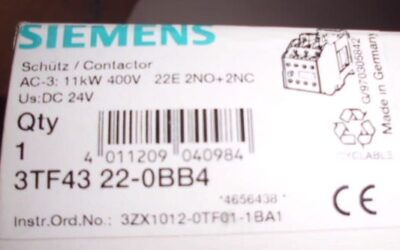 SIEMENS
Schütz / Contactor
AC-3: 11kW 400V 22E 2NO+2NC
Us:DC 24V
Qty
1
4 011209 040984
3TF43 22-0BB4
*4656438*
Instr.Ord.No.: 3ZX1012-0TF01-1BA1
CE
G/970385842
Made in Germany